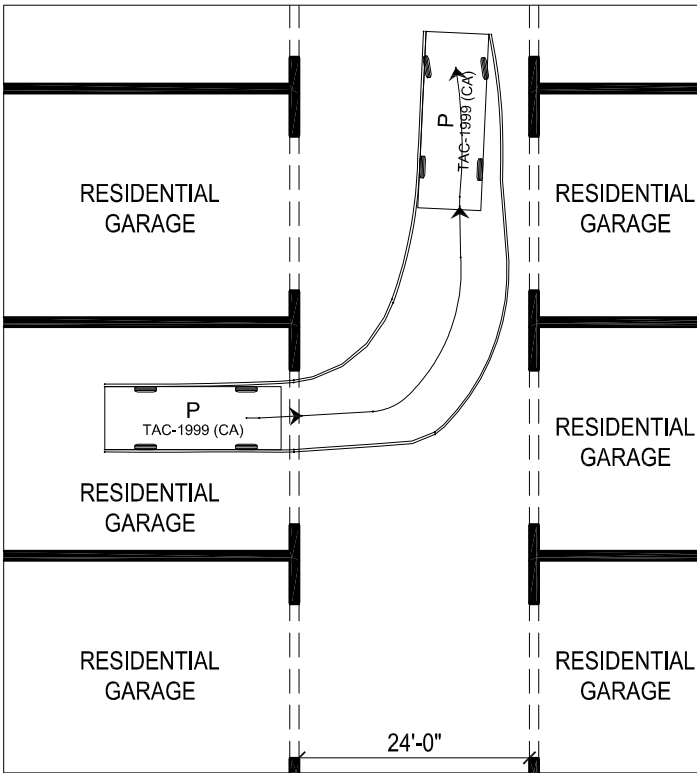 P
TAC-1999 (CA)
RESIDENTIAL
GARAGE
RESIDENTIAL
GARAGE
P
TAC-1999 (CA)
RESIDENTIAL
GARAGE
RESIDENTIAL
GARAGE
RESIDENTIAL
GARAGE
RESIDENTIAL
GARAGE
24'-0"